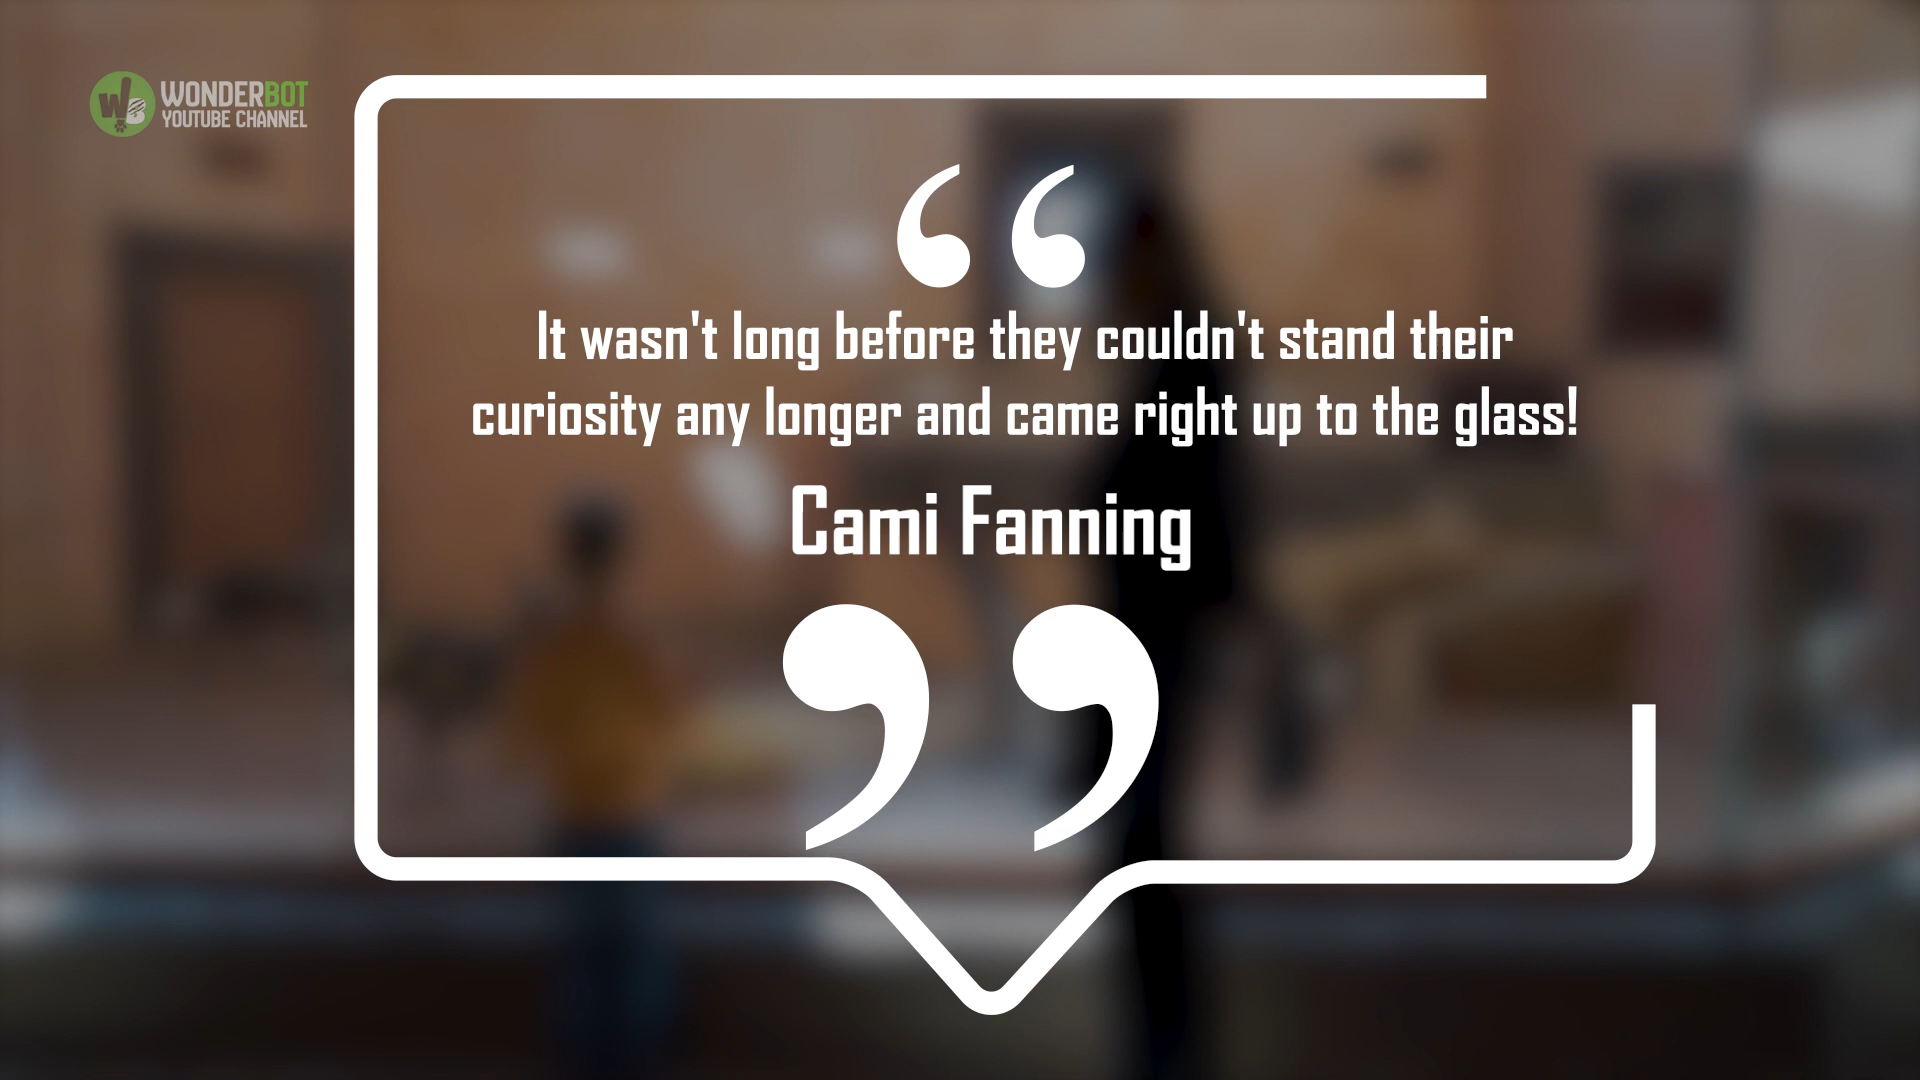 WONDERBOT
YOUTUBE CHANNEL
“
It wasn't long before they couldn't stand their
curiosity any longer and came right up to the glass!
Cami Fanning
”